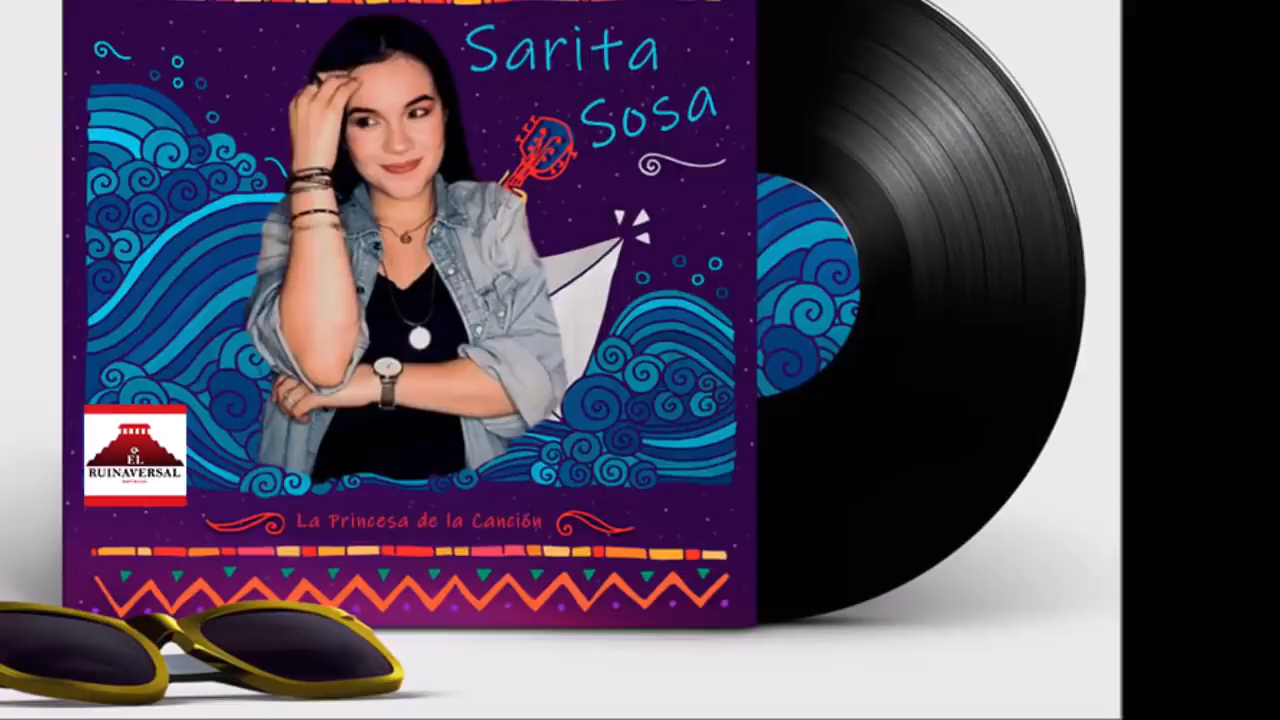 Sarita
Sosa
EL
RUINAVERSAL
La Princesa de la Canción